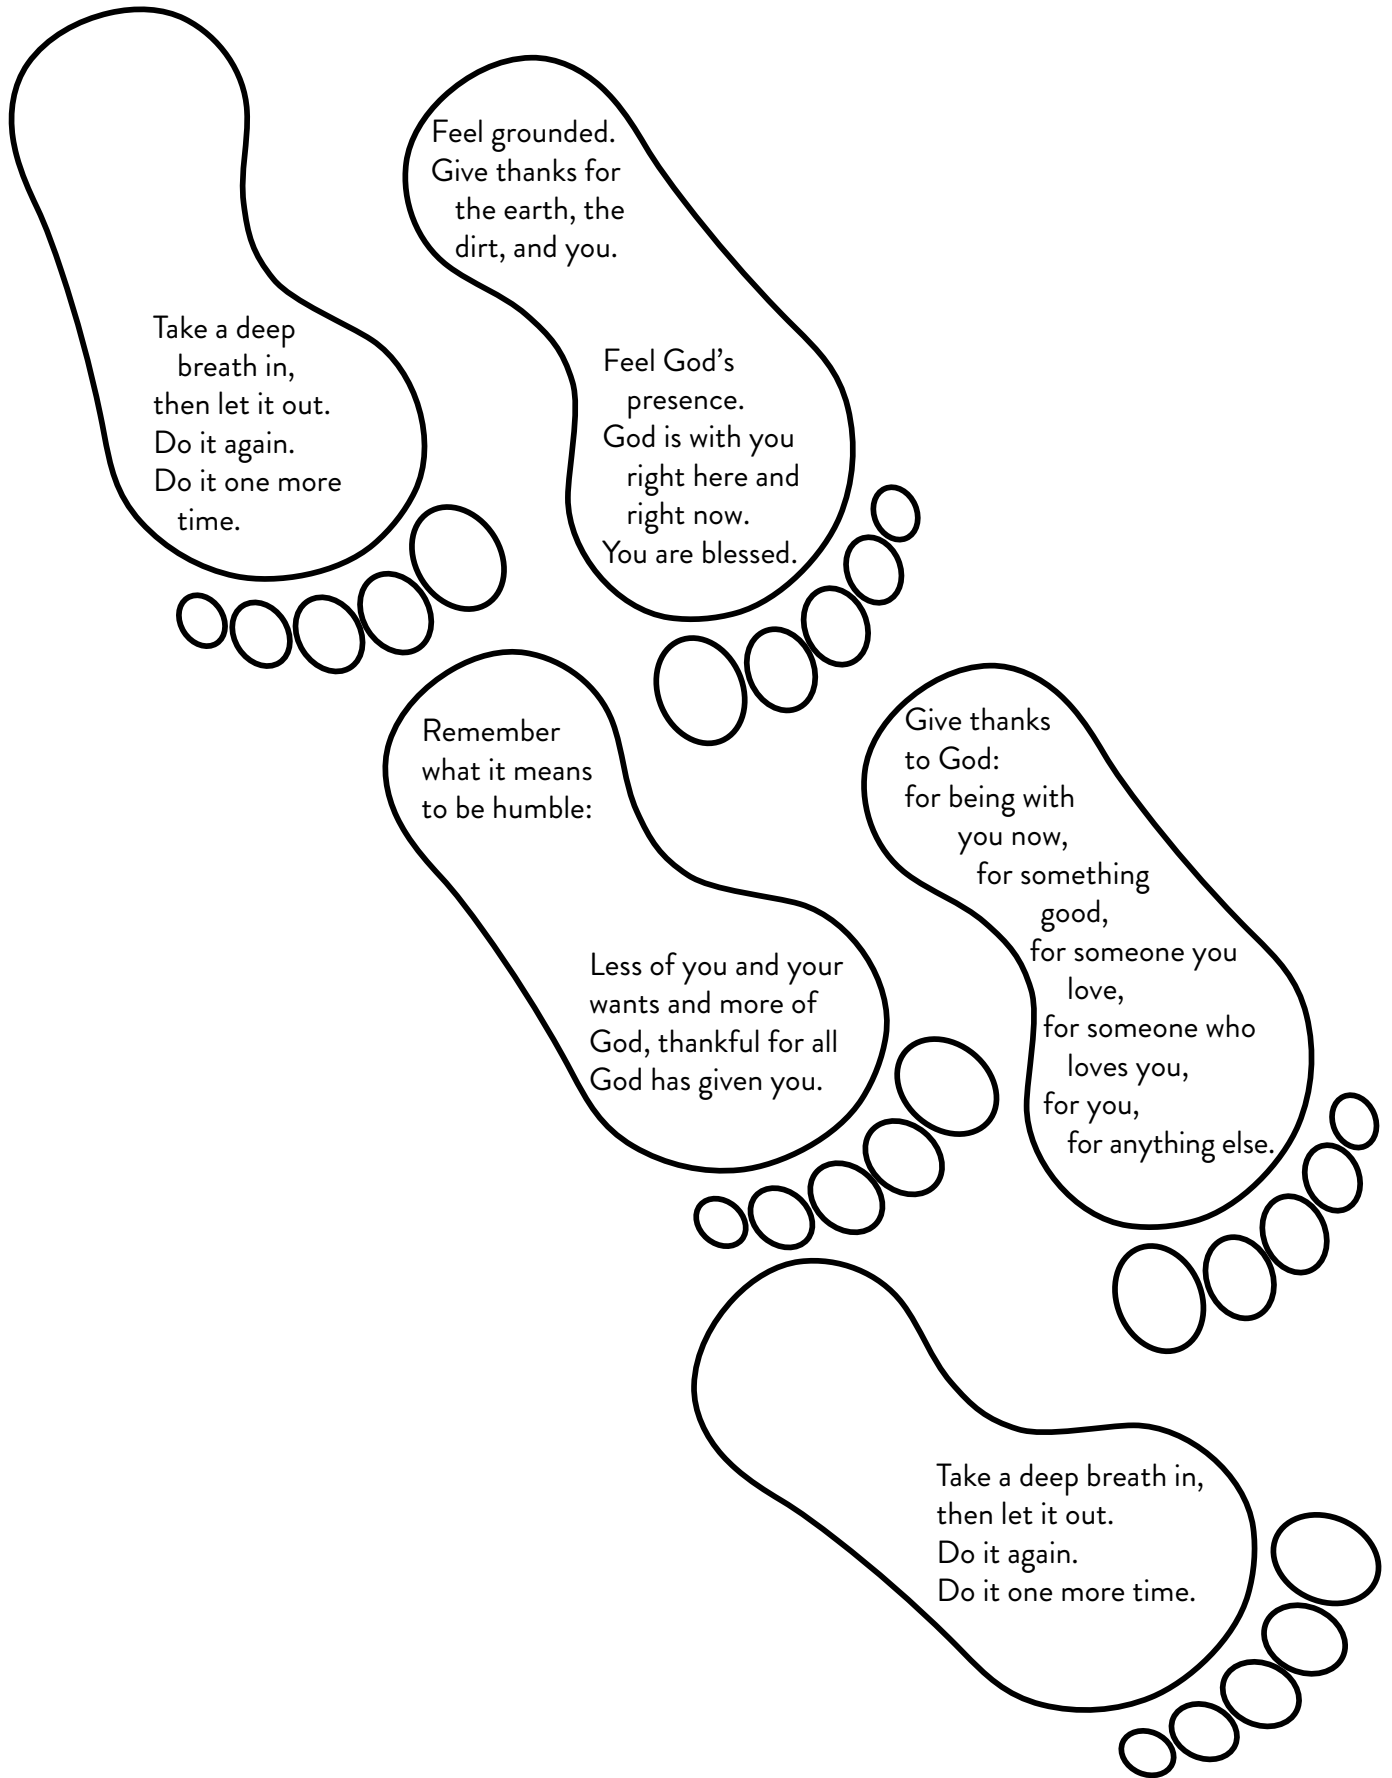 Take a deep
breath in,
then let it out.
Do it again.
Do it one more
time.
Feel grounded.
Give thanks for
the earth, the
dirt, and you.
Feel God’s
presence.
God is with you
right here and
right now.
You are blessed.
Remember
what it means
to be humble:
Less of you and your
wants and more of
God, thankful for all
God has given you.
Give thanks
to God:
for being with
you now,
for something
good,
for someone you
love,
for someone who
loves you,
for you,
for anything else.
Take a deep breath in,
then let it out.
Do it again.
Do it one more time.